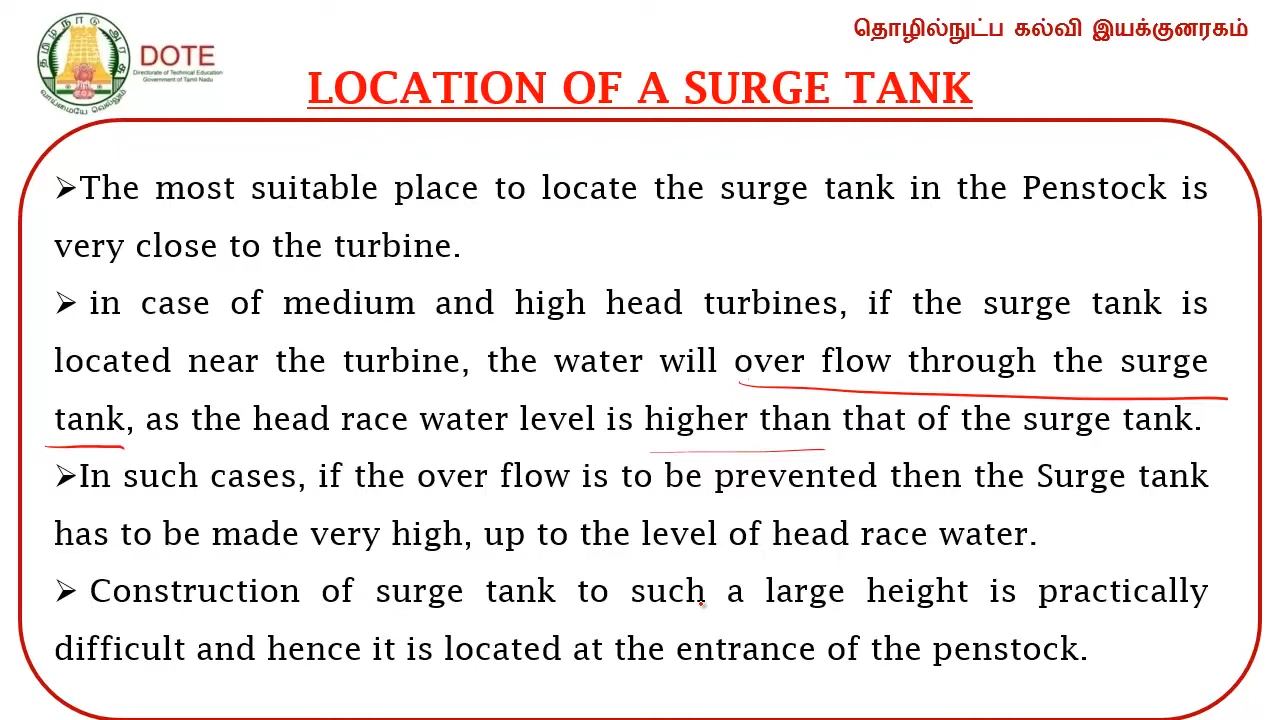 தொழில்நுட்ப கல்வி இயக்குனரகம்
DOTE
Directorate of Technical Education
Government of Tamil Nadu
தமிழ்நாடு அரசு
வாய்மையே வெல்லும்
LOCATION OF A SURGE TANK
➢The most suitable place to locate the surge tank in the Penstock is
very close to the turbine.
➢ in case of medium and high head turbines, if the surge tank is
located near the turbine, the water will over flow through the surge
tank, as the head race water level is higher than that of the surge tank.
➢In such cases, if the over flow is to be prevented then the Surge tank
has to be made very high, up to the level of head race water.
➢ Construction of surge tank to such a large height is practically
difficult and hence it is located at the entrance of the penstock.